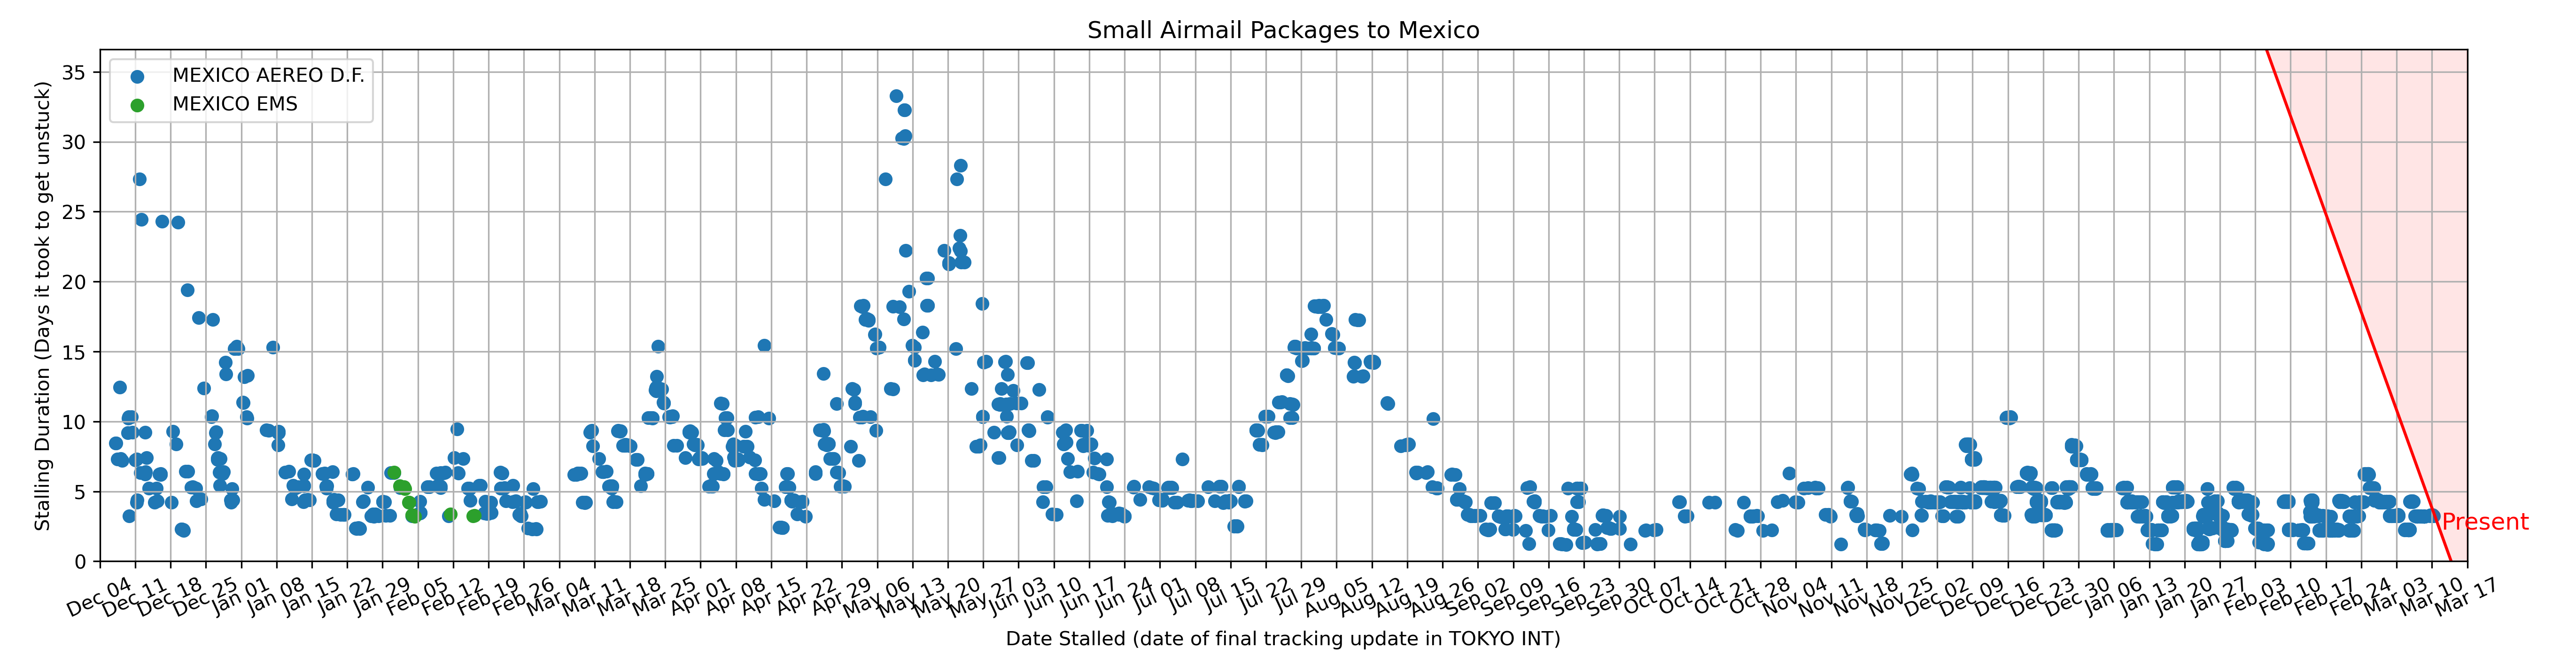 Small Airmail Packages to Mexico
MEXICO AEREO D.F.
MEXICO EMS
Stalling Duration (Days it took to get unstuck)
35
30
25
20
15
10
5
0
Present
Dec 04
Dec 11
Dec 18
Dec 25
Jan 01
Jan 08
Jan 15
Jan 22
Jan 29
Feb 05
Feb 12
Feb 19
Feb 26
Mar 04
Mar 11
Mar 18
Mar 25
Apr 01
Apr 08
Apr 15
Apr 22
Apr 29
May 06
May 13
May 20
May 27
Jun 03
Jun 10
Jun 17
Jun 24
Jul 01
Jul 08
Jul 15
Jul 22
Jul 29
Aug 05
Aug 12
Aug 19
Aug 26
Sep 02
Sep 09
Sep 16
Sep 23
Sep 30
Oct 07
Oct 14
Oct 21
Oct 28
Nov 04
Nov 11
Nov 18
Nov 25
Dec 02
Dec 09
Dec 16
Dec 23
Dec 30
Jan 06
Jan 13
Jan 20
Jan 27
Feb 03
Feb 10
Feb 17
Feb 24
Mar 03
Mar 10
Mar 17
Date Stalled (date of final tracking update in TOKYO INT)